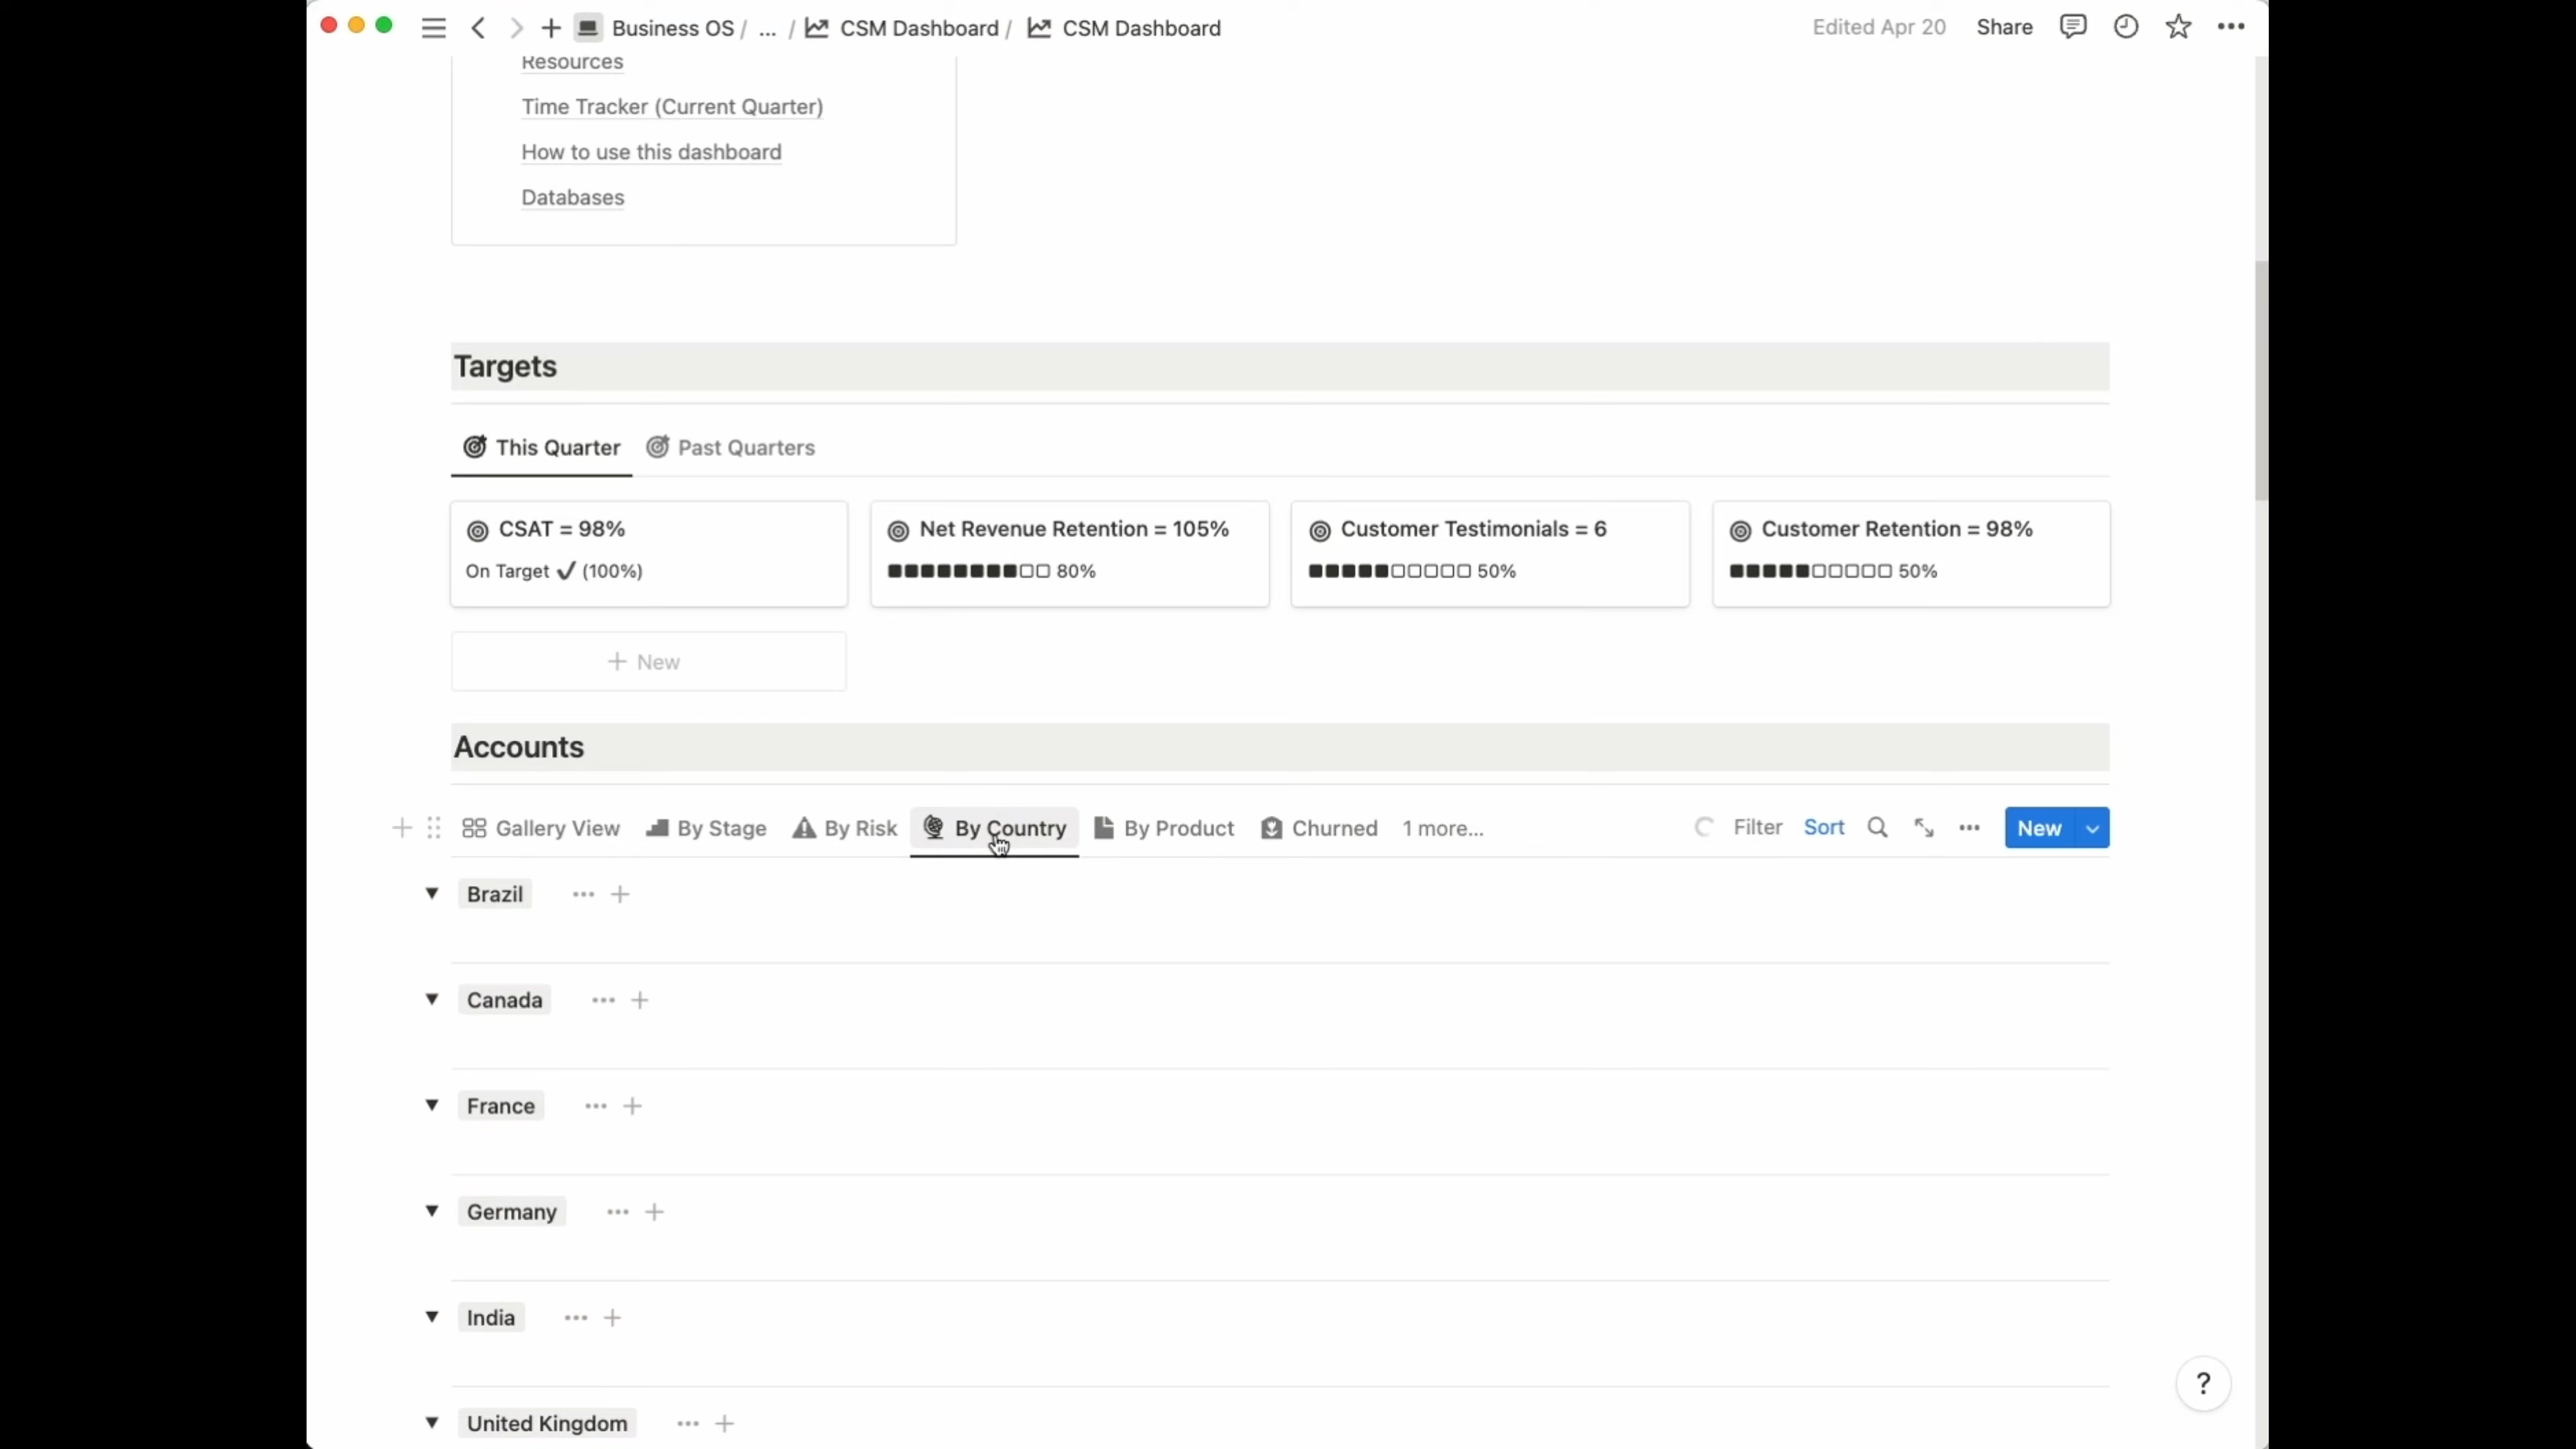 Business OS / ... / CSM Dashboard / CSM Dashboard
Edited Apr 20 Share
Resources
Time Tracker (Current Quarter)
How to use this dashboard
Databases
Targets
This Quarter Past Quarters
CSAT = 98% Net Revenue Retention = 105% Customer Testimonials = 6 Customer Retention = 98%
On Target ✔ (100%) ■■■■■■■■□□ 80% ■■■■■□□□□□ 50% ■■■■■□□□□□ 50%
+ New
Accounts
Gallery View By Stage By Risk By Country By Product Churned 1 more... Filter Sort New
Brazil
Canada
France
Germany
India
United Kingdom
?